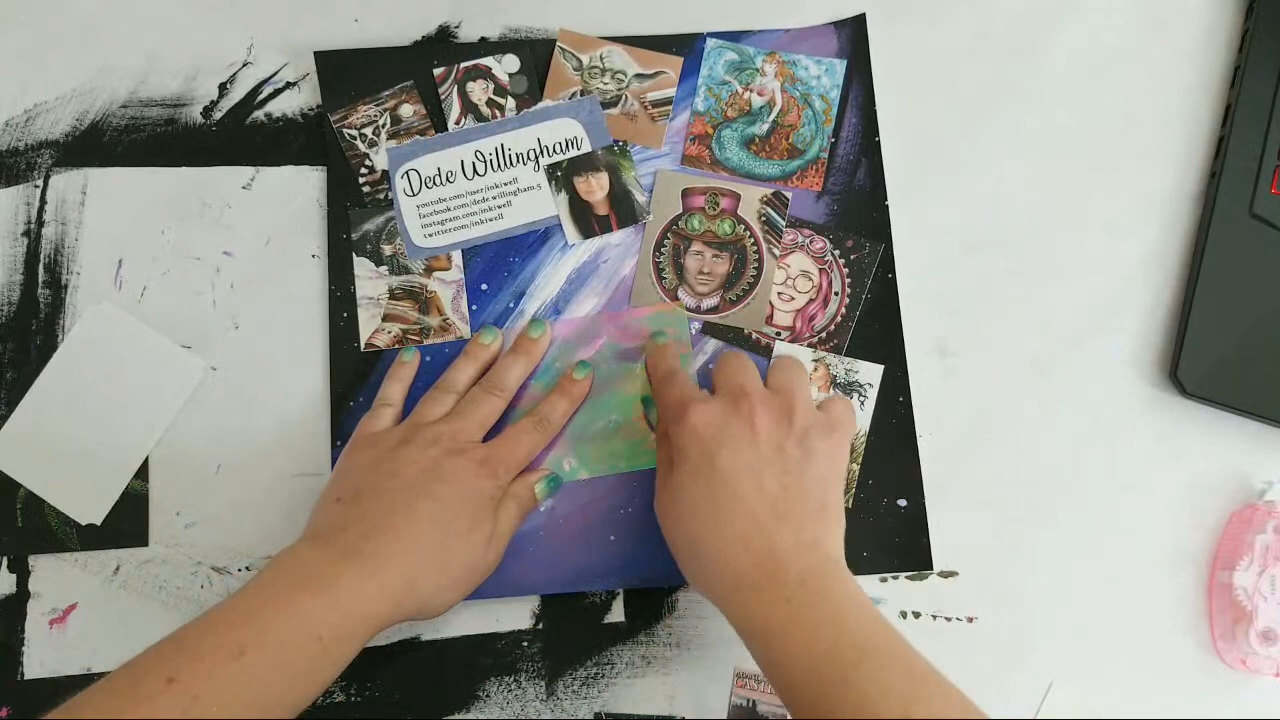 Dede Willingham
youtube.com/user/inkiwell
facebook.com/dede.willingham.5
instagram.com/inkiwell
twitter.com/inkiwell